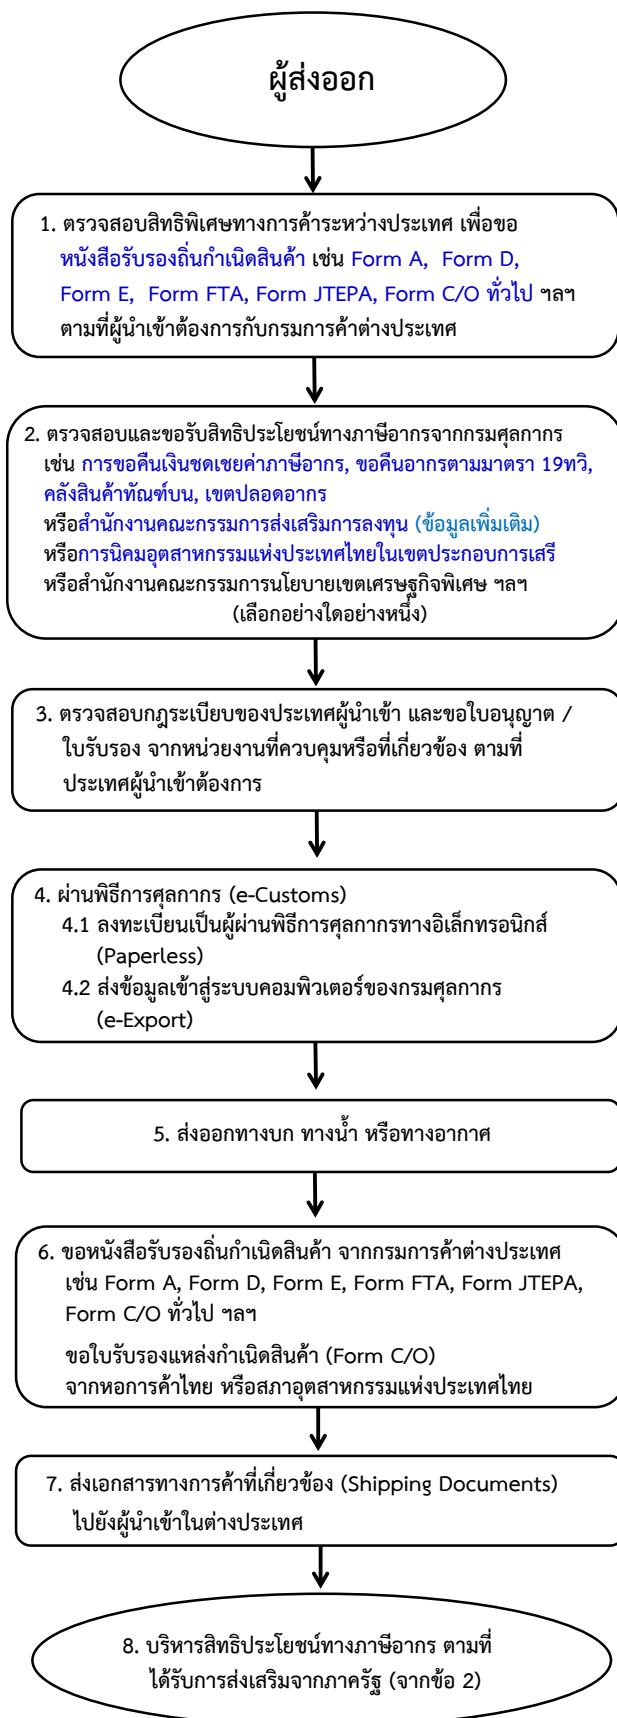 ผู้ส่งออก
1. ตรวจสอบสิทธิพิเศษทางการค้าระหว่างประเทศ เพื่อขอ
หนังสือรับรองถิ่นกำเนิดสินค้า เช่น Form A, Form D,
Form E, Form FTA, Form JTEPA, Form C/O ทั่วไป ฯลฯ
ตามที่ผู้นำเข้าต้องการกับกรมการค้าต่างประเทศ
2. ตรวจสอบและขอรับสิทธิประโยชน์ทางภาษีอากรจากกรมศุลกากร
เช่น การขอคืนเงินชดเชยค่าภาษีอากร, ขอคืนอากรตามมาตรา 19ทวิ,
คลังสินค้าทัณฑ์บน, เขตปลอดอากร
หรือสำนักงานคณะกรรมการส่งเสริมการลงทุน (ข้อมูลเพิ่มเติม)
หรือการนิคมอุตสาหกรรมแห่งประเทศไทยในเขตประกอบการเสรี
หรือสำนักงานคณะกรรมการนโยบายเขตเศรษฐกิจพิเศษ ฯลฯ
(เลือกอย่างใดอย่างหนึ่ง)
3. ตรวจสอบกฎระเบียบของประเทศผู้นำเข้า และขอใบอนุญาต /
ใบรับรอง จากหน่วยงานที่ควบคุมหรือที่เกี่ยวข้อง ตามที่
ประเทศผู้นำเข้าต้องการ
4. ผ่านพิธีการศุลกากร (e-Customs)
4.1 ลงทะเบียนเป็นผู้ผ่านพิธีการศุลกากรทางอิเล็กทรอนิกส์
(Paperless)
4.2 ส่งข้อมูลเข้าสู่ระบบคอมพิวเตอร์ของกรมศุลกากร
(e-Export)
5. ส่งออกทางบก ทางน้ำ หรือทางอากาศ
6. ขอหนังสือรับรองถิ่นกำเนิดสินค้า จากกรมการค้าต่างประเทศ
เช่น Form A, Form D, Form E, Form FTA, Form JTEPA,
Form C/O ทั่วไป ฯลฯ
ขอใบรับรองแหล่งกำเนิดสินค้า (Form C/O)
จากหอการค้าไทย หรือสภาอุตสาหกรรมแห่งประเทศไทย
7. ส่งเอกสารทางการค้าที่เกี่ยวข้อง (Shipping Documents)
ไปยังผู้นำเข้าในต่างประเทศ
8. บริหารสิทธิประโยชน์ทางภาษีอากร ตามที่
ได้รับการส่งเสริมจากภาครัฐ (จากข้อ 2)